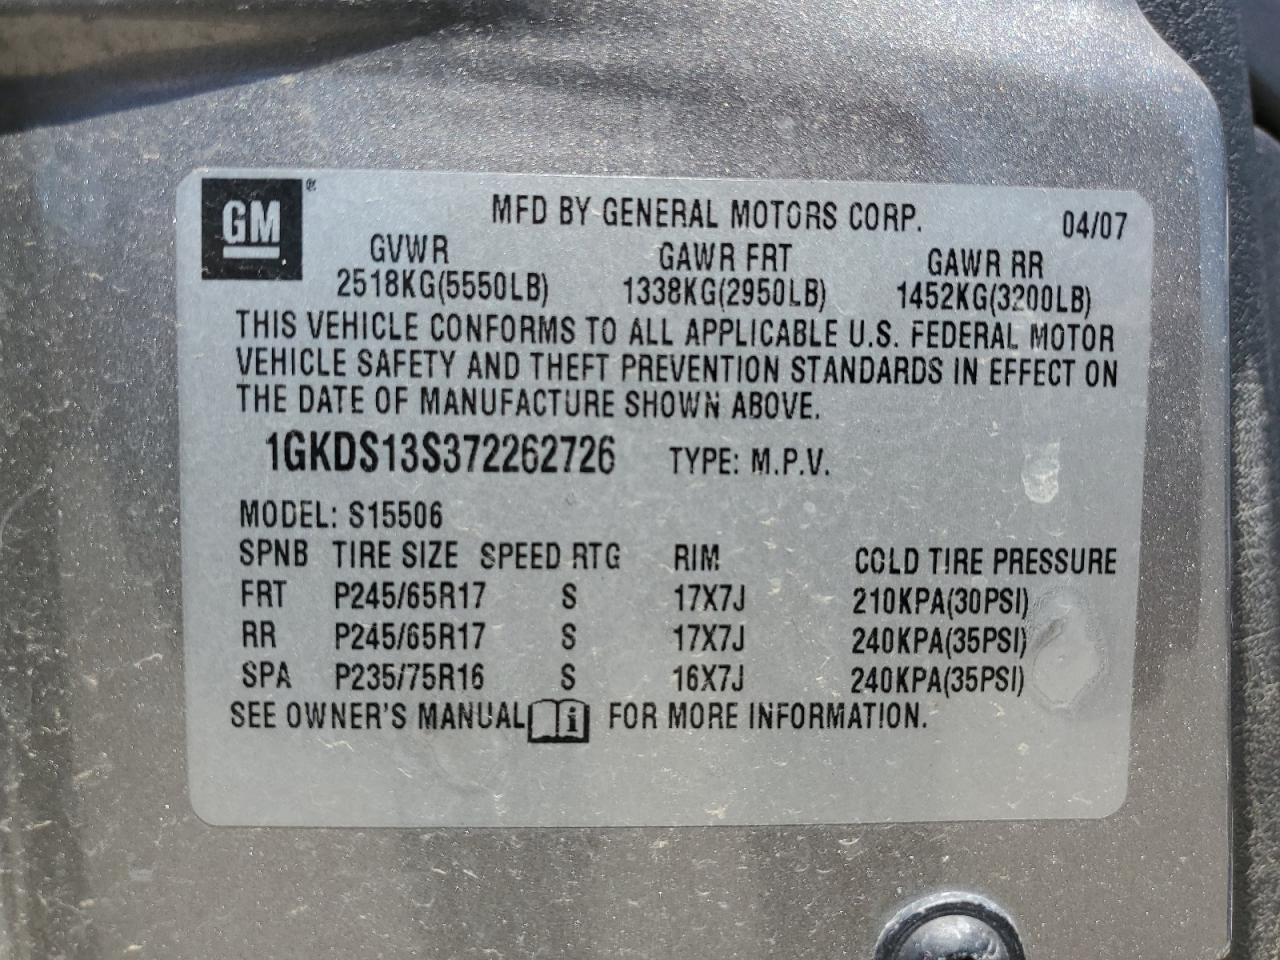 GM®
MFD BY GENERAL MOTORS CORP. 04/07
GVWR GAWR FRT GAWR RR
2518KG(5550LB) 1338KG(2950LB) 1452KG(3200LB)
THIS VEHICLE CONFORMS TO ALL APPLICABLE U.S. FEDERAL MOTOR
VEHICLE SAFETY AND THEFT PREVENTION STANDARDS IN EFFECT ON
THE DATE OF MANUFACTURE SHOWN ABOVE.
1GKDS13S372262726 TYPE: M.P.V.
MODEL: S15506
SPNB TIRE SIZE SPEED RTG RIM COLD TIRE PRESSURE
FRT P245/65R17 S 17X7J 210KPA(30PSI)
RR P245/65R17 S 17X7J 240KPA(35PSI)
SPA P235/75R16 S 16X7J 240KPA(35PSI)
SEE OWNER'S MANUAL i FOR MORE INFORMATION.